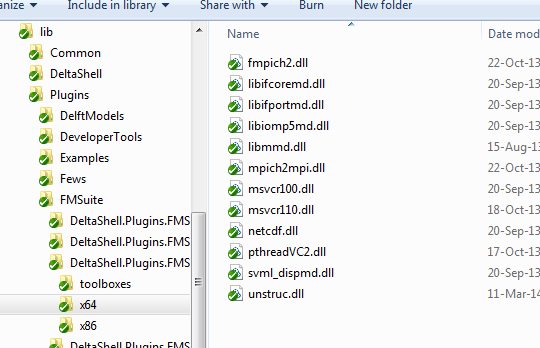 anize Include in library Share with Burn New folder
lib
Common
DeltaShell
Plugins
DelftModels
DeveloperTools
Examples
Fews
FMSuite
DeltaShell.Plugins.FMS
DeltaShell.Plugins.FMS
DeltaShell.Plugins.FMS
toolboxes
x64
x86
DeltaShell.Plugins.FMS
Name Date mod
fmpich2.dll 22-Oct-13
libifcoremd.dll 20-Sep-13
libifportmd.dll 20-Sep-13
libiomp5md.dll 20-Sep-13
libmmd.dll 15-Aug-13
mpich2mpi.dll 22-Oct-13
msvcr100.dll 20-Sep-13
msvcr110.dll 18-Oct-13
netcdf.dll 20-Sep-13
pthreadVC2.dll 17-Oct-13
svml_dispmd.dll 20-Sep-13
unstruc.dll 11-Mar-14